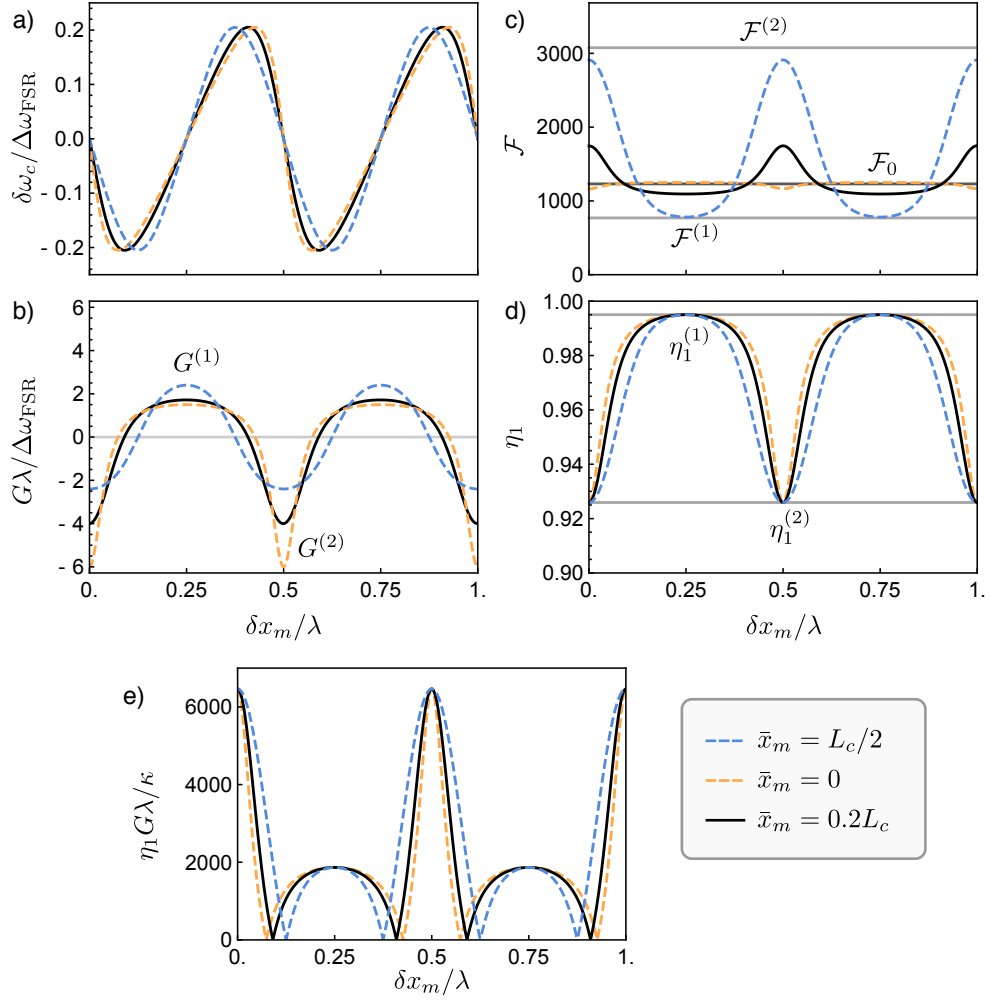 a)
δω_c/Δω_FSR
0.2
0.1
0.0
- 0.1
- 0.2
c)
ℱ
3000
2000
1000
0
ℱ^(2)
ℱ_0
ℱ^(1)
b)
Gλ/Δω_FSR
6
4
2
0
- 2
- 4
- 6
G^(1)
G^(2)
0. 0.25 0.5 0.75 1.
δx_m/λ
d)
η_1
1.00
0.98
0.96
0.94
0.92
0.90
η_1^(1)
η_1^(2)
0. 0.25 0.5 0.75 1.
δx_m/λ
e)
η_1Gλ/κ
6000
4000
2000
0
0. 0.25 0.5 0.75 1.
δx_m/λ
x̄_m = L_c/2
x̄_m = 0
x̄_m = 0.2L_c